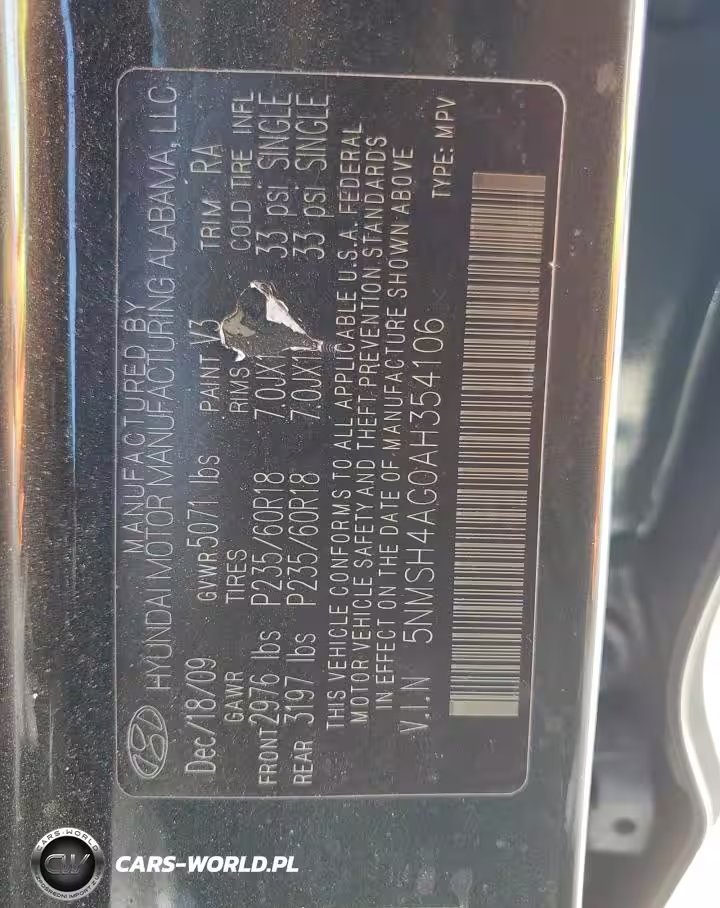 MANUFACTURED BY
HYUNDAI MOTOR MANUFACTURING ALABAMA, LLC
Dec/18/09 GVWR 5071 lbs PAINT V3 TRIM RA
GAWR TIRES RIMS COLD TIRE INFL
FRONT 2976 lbs P235/60R18 7.0JX1 33 psi SINGLE
REAR 3197 lbs P235/60R18 7.0JX1 33 psi SINGLE
THIS VEHICLE CONFORMS TO ALL APPLICABLE U.S.A. FEDERAL
MOTOR VEHICLE SAFETY AND THEFT PREVENTION STANDARDS
IN EFFECT ON THE DATE OF MANUFACTURE SHOWN ABOVE
V.I.N 5NMSH4AG0AH354106
TYPE: MPV
CARS-WORLD
CW
CARS-WORLD.PL